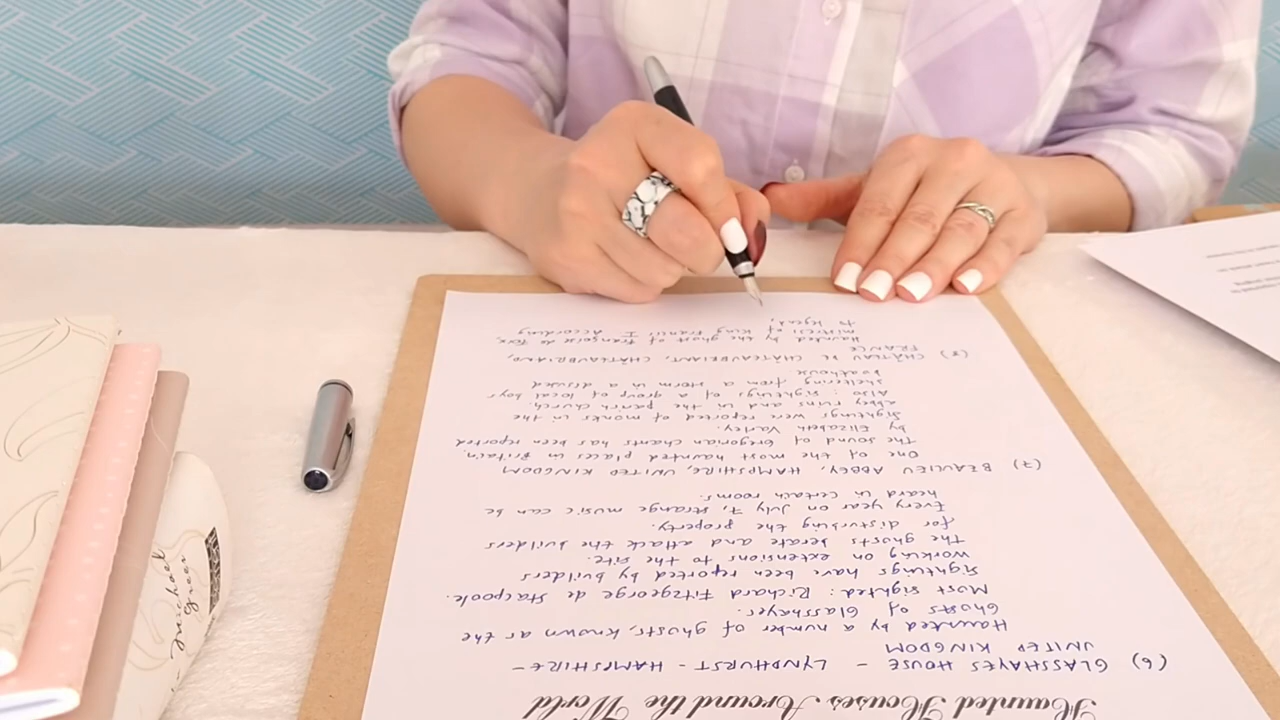 Haunted Houses Around the World
(6) GLASSHAYES HOUSE - LYNDHURST - HAMPSHIRE -
UNITED KINGDOM
Haunted by a number of ghosts, known as the
Ghosts of Glasshayes.
Most sighted: Richard Fitzgeorge de Stacpoole.
Sightings have been reported by builders
working on extensions to the site.
The ghosts berate and attack the builders
for disturbing the property.
Every year on July 7, strange music can be
heard in certain rooms.
(7) BEAULIEU ABBEY, HAMPSHIRE, UNITED KINGDOM
One of the most haunted places in Britain.
The sound of Gregorian chants has been reported
by Elizabeth Varley.
Sightings were reported of monks in the
abbey ruins and in the parish church.
Also: sightings of a group of local boys
sheltering from a storm in a disused
boathouse.
(8) CHÂTEAU DE CHÂTEAUBRIANT, CHÂTEAUBRIAND,
FRANCE
Haunted by the ghost of Françoise de Foix,
mistress of King Francis I. According
to legend,
michael
green